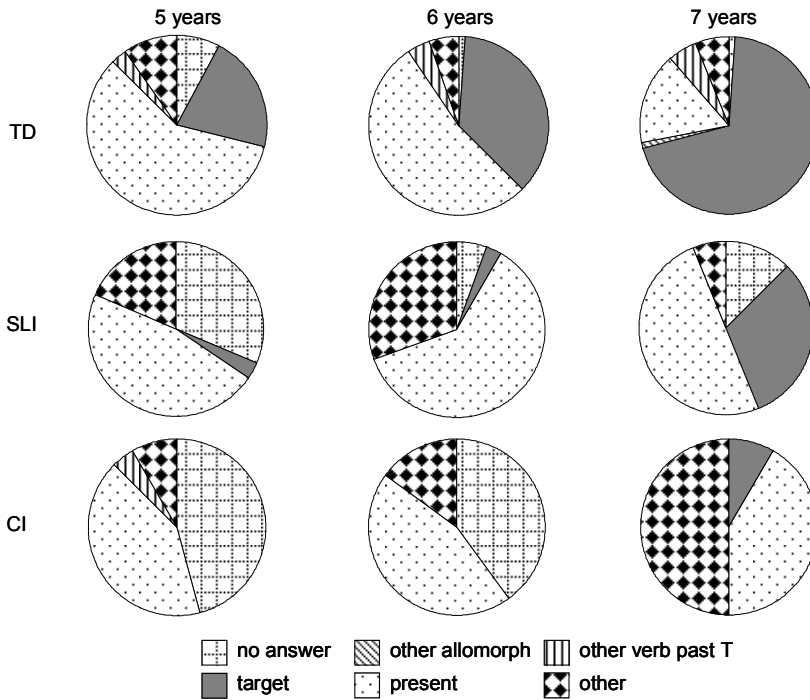 5 years 6 years 7 years
TD
SLI
CI
no answer other allomorph other verb past T
target present other